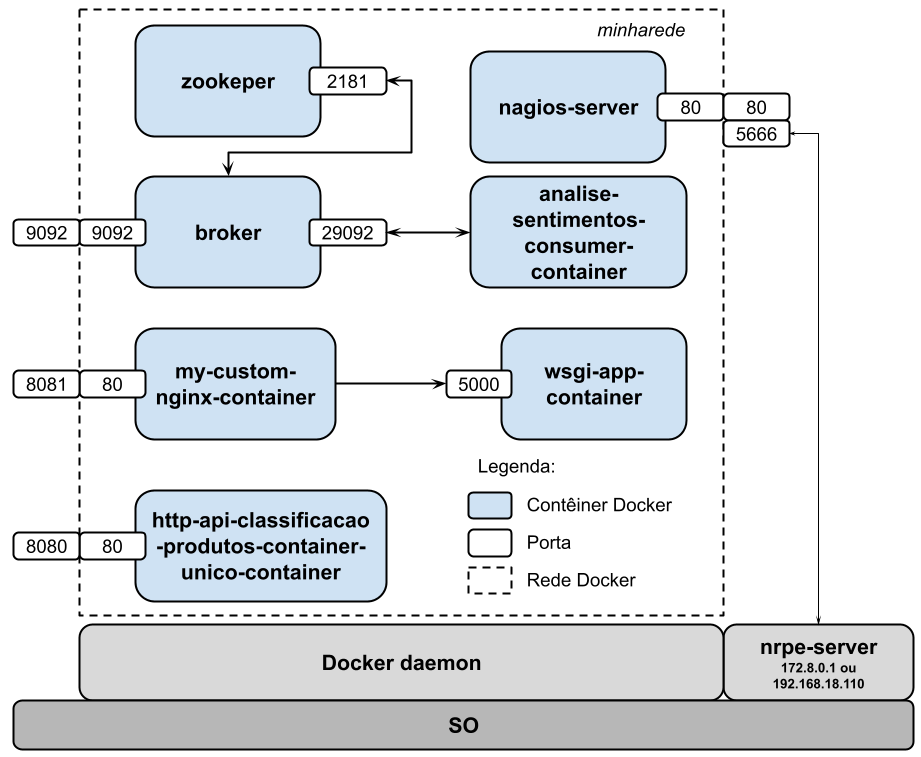 minharede
zookeper
2181
nagios-server
80
80
5666
9092
9092
broker
29092
analise-
sentimentos-
consumer-
container
8081
80
my-custom-
nginx-container
5000
wsgi-app-
container
8080
80
http-api-classificacao
-produtos-container-
unico-container
Legenda:
Contêiner Docker
Porta
Rede Docker
Docker daemon
nrpe-server
172.8.0.1 ou
192.168.18.110
SO